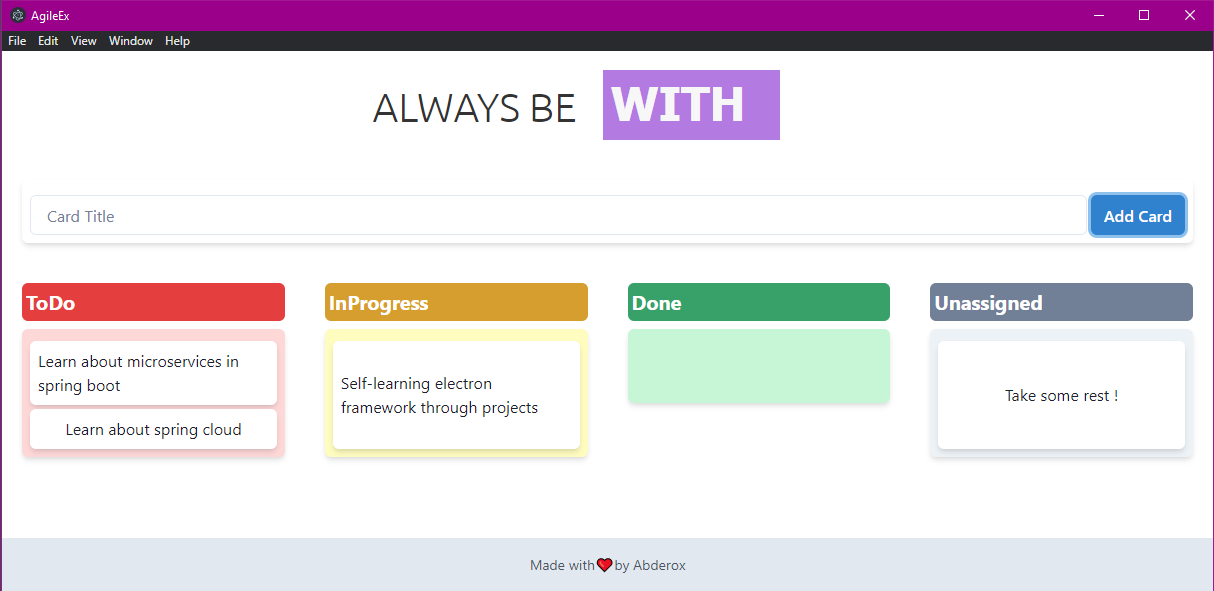 AgileEx
File Edit View Window Help
ALWAYS BE WITH
Card Title
Add Card
ToDo
InProgress
Done
Unassigned
Learn about microservices in
spring boot
Learn about spring cloud
Self-learning electron
framework through projects
Take some rest !
Made with❤️by Abderox